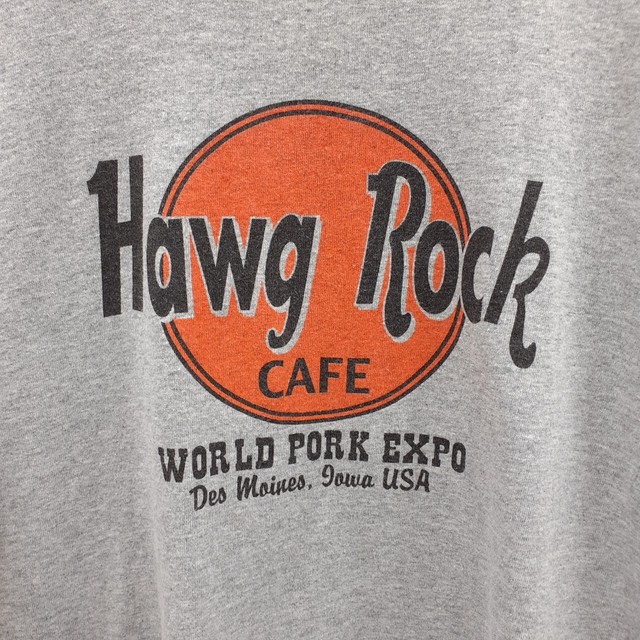 Hawg Rock
CAFE
WORLD PORK EXPO
Des Moines, Iowa USA